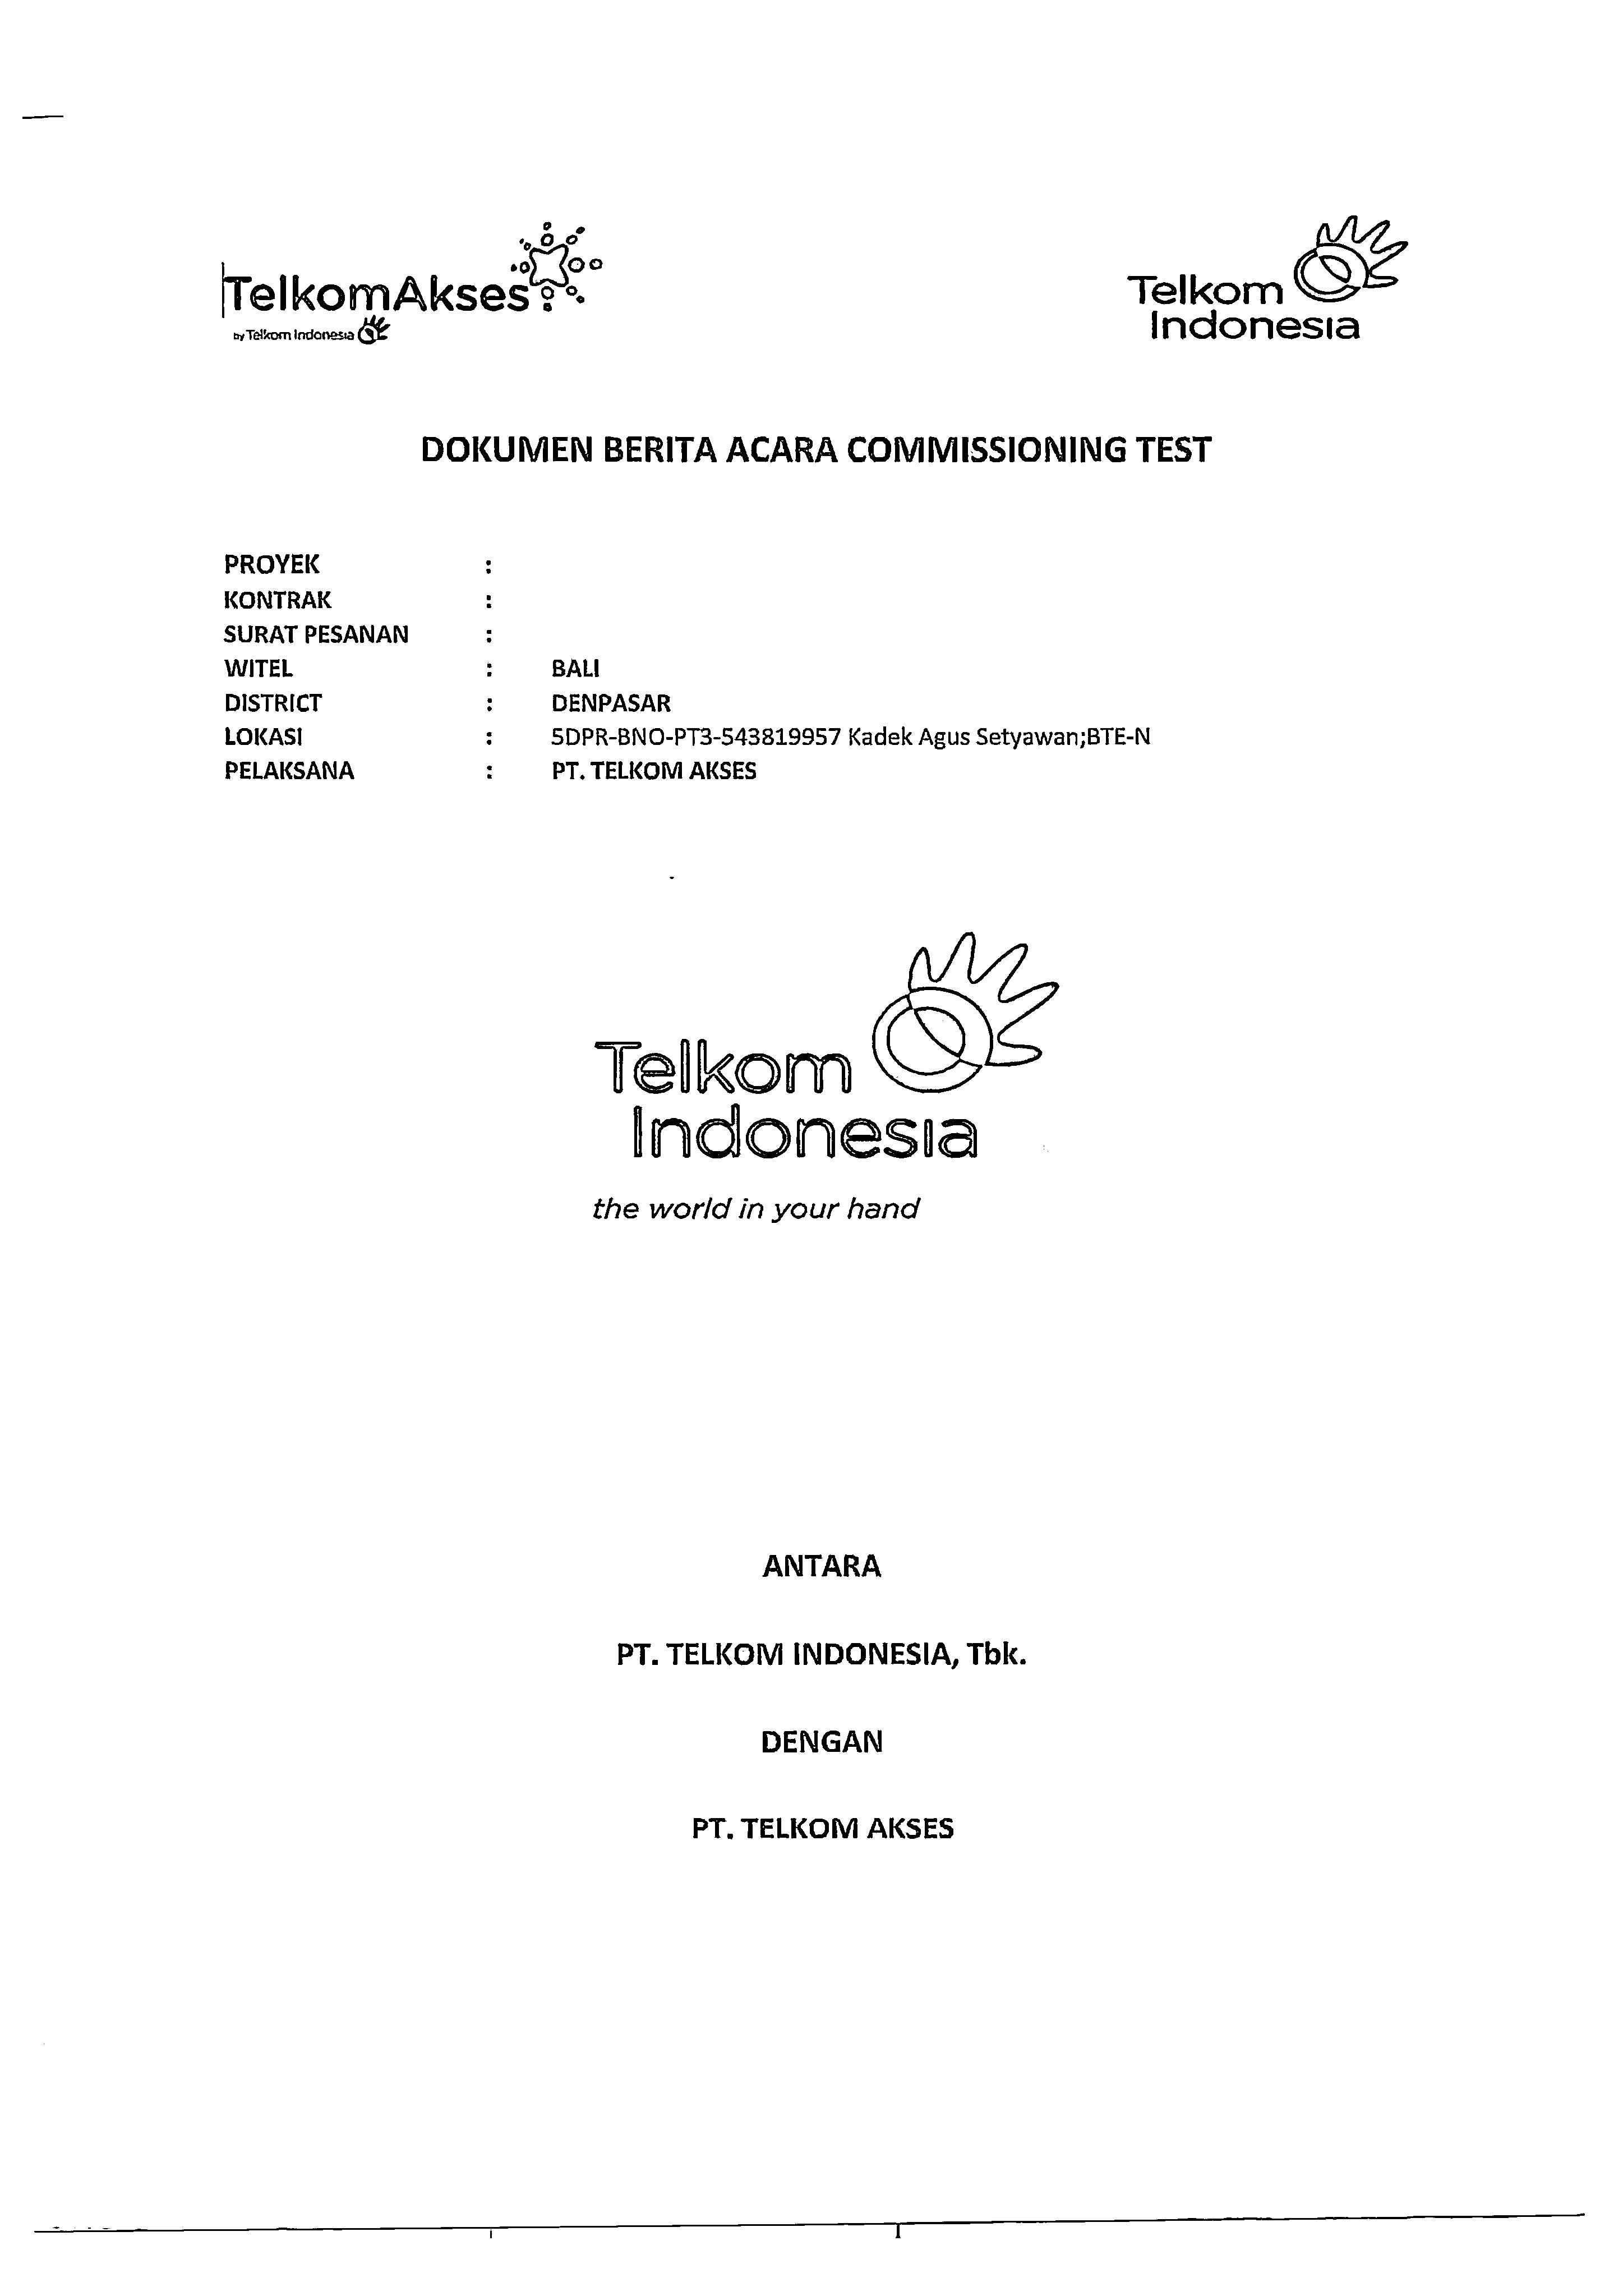 TelkomAkses
by Telkom Indonesia
Telkom
Indonesia
DOKUMEN BERITA ACARA COMMISSIONING TEST
PROYEK :
KONTRAK :
SURAT PESANAN :
WITEL : BALI
DISTRICT : DENPASAR
LOKASI : 5DPR-BNO-PT3-543819957 Kadek Agus Setyawan;BTE-N
PELAKSANA : PT. TELKOM AKSES
Telkom
Indonesia
the world in your hand
ANTARA
PT. TELKOM INDONESIA, Tbk.
DENGAN
PT. TELKOM AKSES